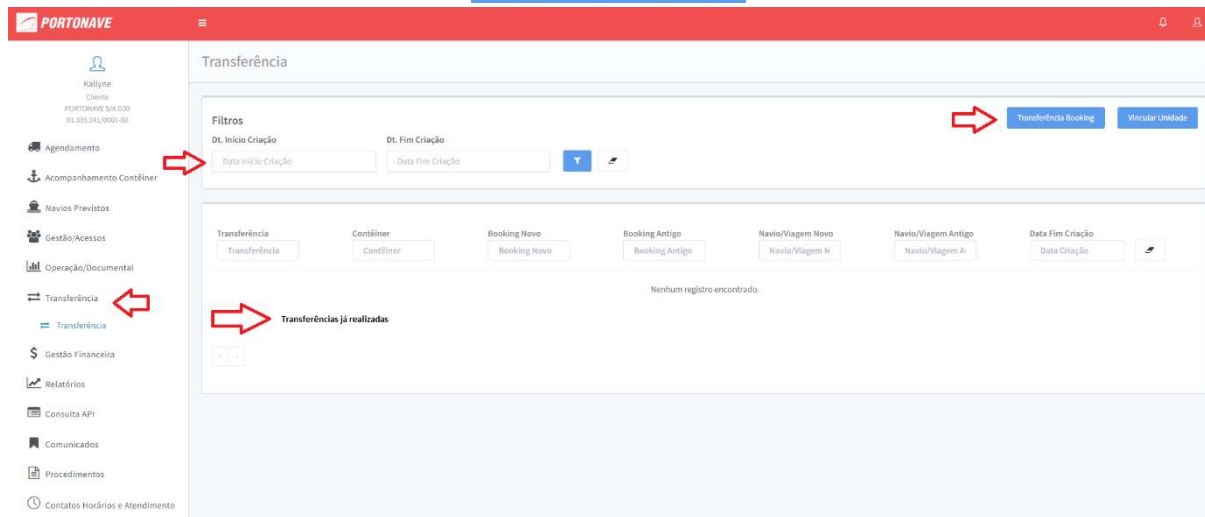 PORTONAVE
Kallyne
Cliente
PORTONAVE S/A 030
01.335.341/0001-80
Agendamento
Acompanhamento Contêiner
Navios Previstos
Gestão/Acessos
Operação/Documental
Transferência
Transferência
Gestão Financeira
Relatórios
Consulta API
Comunicados
Procedimentos
Contatos Horários e Atendimento
Transferência
Filtros
Transferência Booking
Vincular Unidade
Dt. Início Criação
Dt. Fim Criação
Data Início Criação
Data Fim Criação
Transferência
Contêiner
Booking Novo
Booking Antigo
Navio/Viagem Novo
Navio/Viagem Antigo
Data Fim Criação
Transferência
Contêiner
Booking Novo
Booking Antigo
Navio/Viagem N
Navio/Viagem A
Data Criação
Nenhum registro encontrado.
Transferências já realizadas